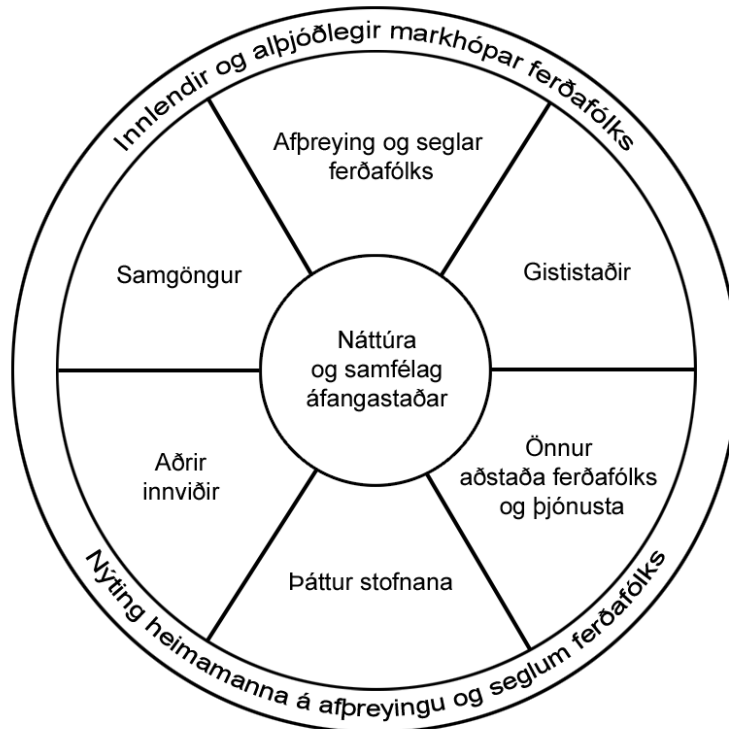 Innlendir og alþjóðlegir markhópar ferðafólks
Afþreying og seglar
ferðafólks
Samgöngur
Gististaðir
Náttúra
og samfélag
áfangastaðar
Aðrir
innviðir
Önnur
aðstaða ferðafólks
og þjónusta
Þáttur stofnana
Nýting heimamanna á afþreyingu og seglum ferðafólks